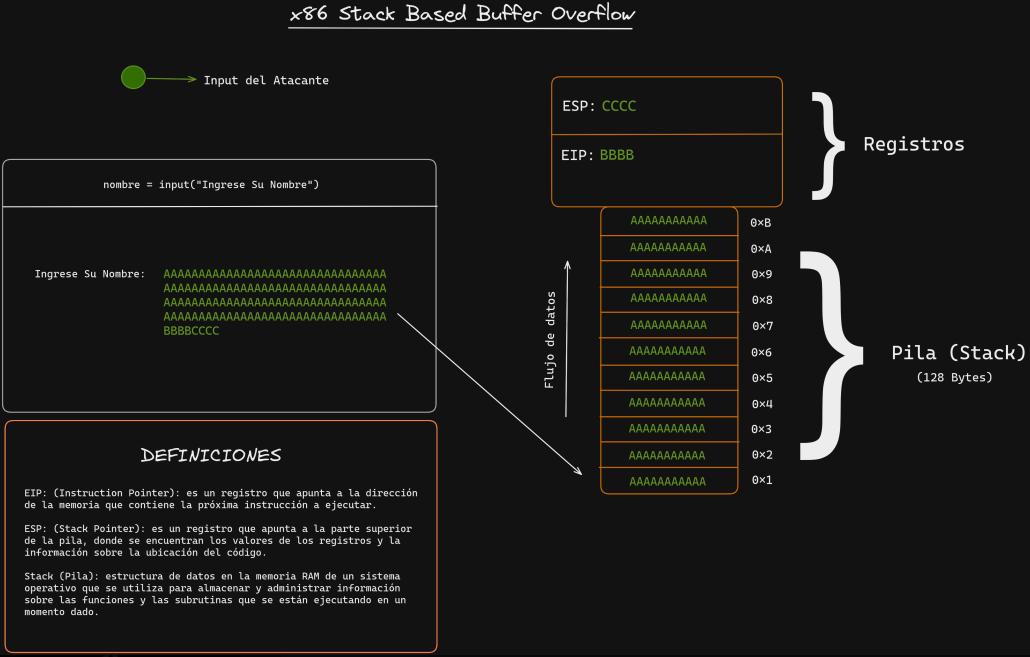 x86 Stack Based Buffer Overflow
Input del Atacante
nombre = input("Ingrese Su Nombre")
Ingrese Su Nombre: AAAAAAAAAAAAAAAAAAAAAAAAAAAAAAAA
AAAAAAAAAAAAAAAAAAAAAAAAAAAAAAAA
AAAAAAAAAAAAAAAAAAAAAAAAAAAAAAAA
AAAAAAAAAAAAAAAAAAAAAAAAAAAAAAAA
BBBBCCCC
DEFINICIONES
EIP: (Instruction Pointer): es un registro que apunta a la dirección
de la memoria que contiene la próxima instrucción a ejecutar.
ESP: (Stack Pointer): es un registro que apunta a la parte superior
de la pila, donde se encuentran los valores de los registros y la
información sobre la ubicación del código.
Stack (Pila): estructura de datos en la memoria RAM de un sistema
operativo que se utiliza para almacenar y administrar información
sobre las funciones y las subrutinas que se están ejecutando en un
momento dado.
ESP: CCCC
EIP: BBBB
Registros
AAAAAAAAAAA 0×B
AAAAAAAAAAA 0×A
AAAAAAAAAAA 0×9
AAAAAAAAAAA 0×8
AAAAAAAAAAA 0×7
AAAAAAAAAAA 0×6
AAAAAAAAAAA 0×5
AAAAAAAAAAA 0×4
AAAAAAAAAAA 0×3
AAAAAAAAAAA 0×2
AAAAAAAAAAA 0×1
Flujo de datos
Pila (Stack)
(128 Bytes)